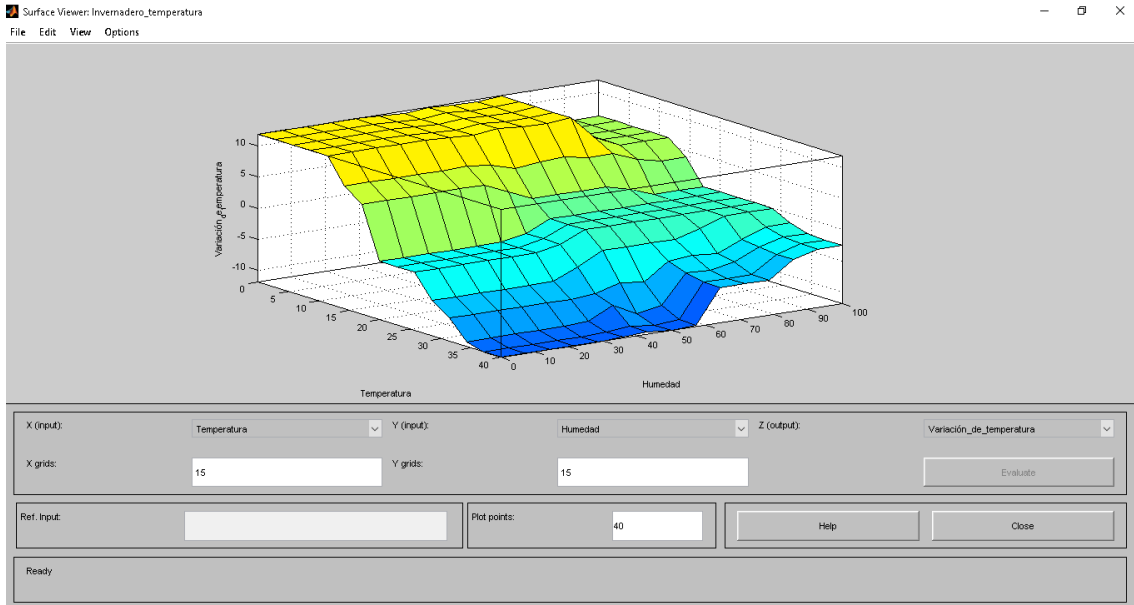 Surface Viewer: Invernadero_temperatura
File Edit View Options
10
5
0
-5
-10
0
5
10
15
20
25
30
35
40
0
10
20
30
40
50
60
70
80
90
100
Temperatura
Humedad
X (input):
Temperatura
Y (input):
Humedad
Z (output):
Variación_de_temperatura
X grids:
15
Y grids:
15
Evaluate
Ref. Input:
Plot points:
40
Help
Close
Ready